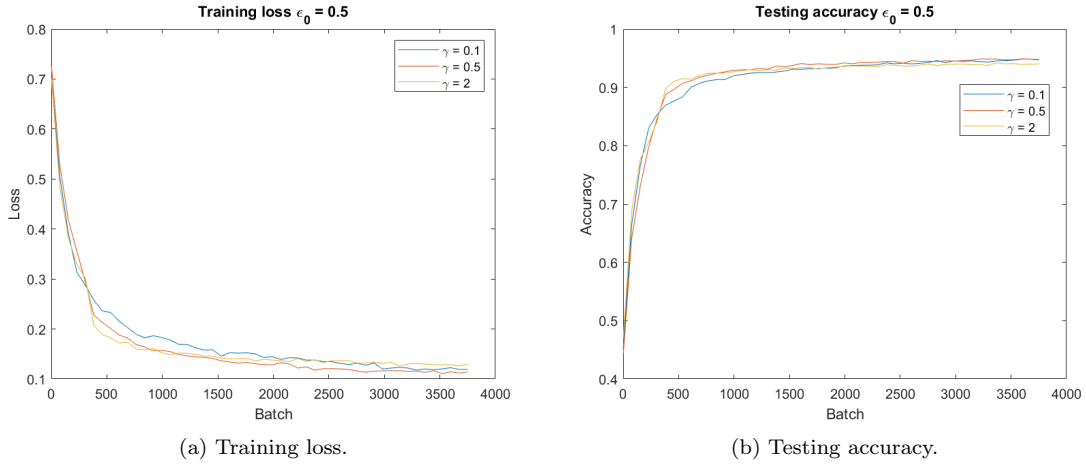 Training loss ϵ₀ = 0.5
0.8
0.7
0.6
0.5
0.4
0.3
0.2
0.1
Loss
0 500 1000 1500 2000 2500 3000 3500 4000
Batch
γ = 0.1
γ = 0.5
γ = 2
(a) Training loss.
Testing accuracy ϵ₀ = 0.5
1
0.9
0.8
0.7
0.6
0.5
0.4
Accuracy
0 500 1000 1500 2000 2500 3000 3500 4000
Batch
γ = 0.1
γ = 0.5
γ = 2
(b) Testing accuracy.